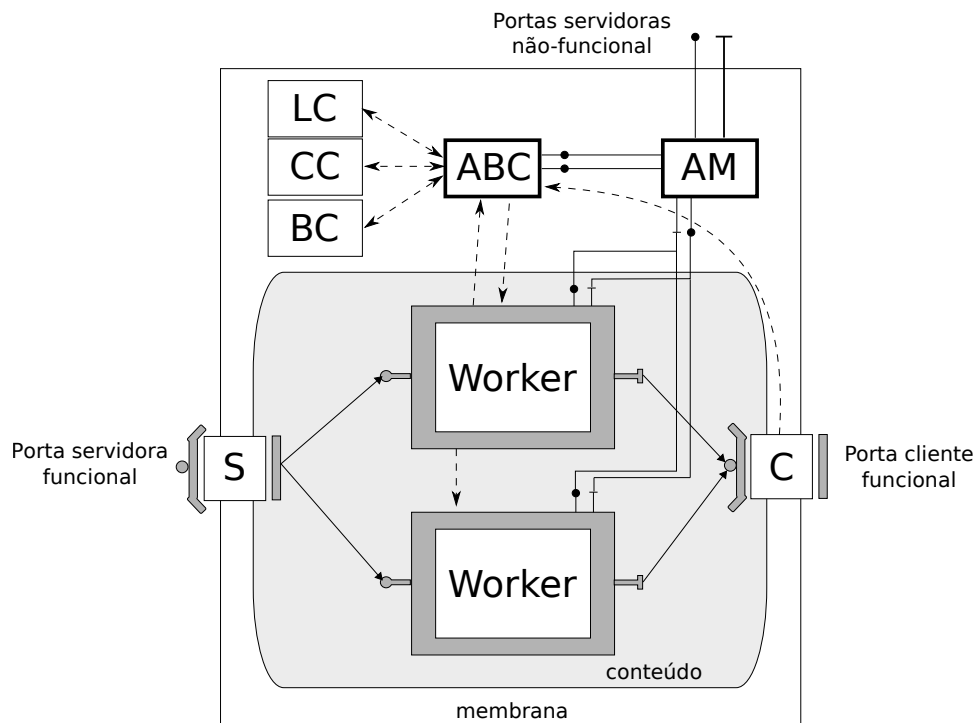 Portas servidoras
não-funcional
LC
CC
BC
ABC
AM
Worker
Porta servidora
funcional
S
C
Porta cliente
funcional
Worker
conteúdo
membrana